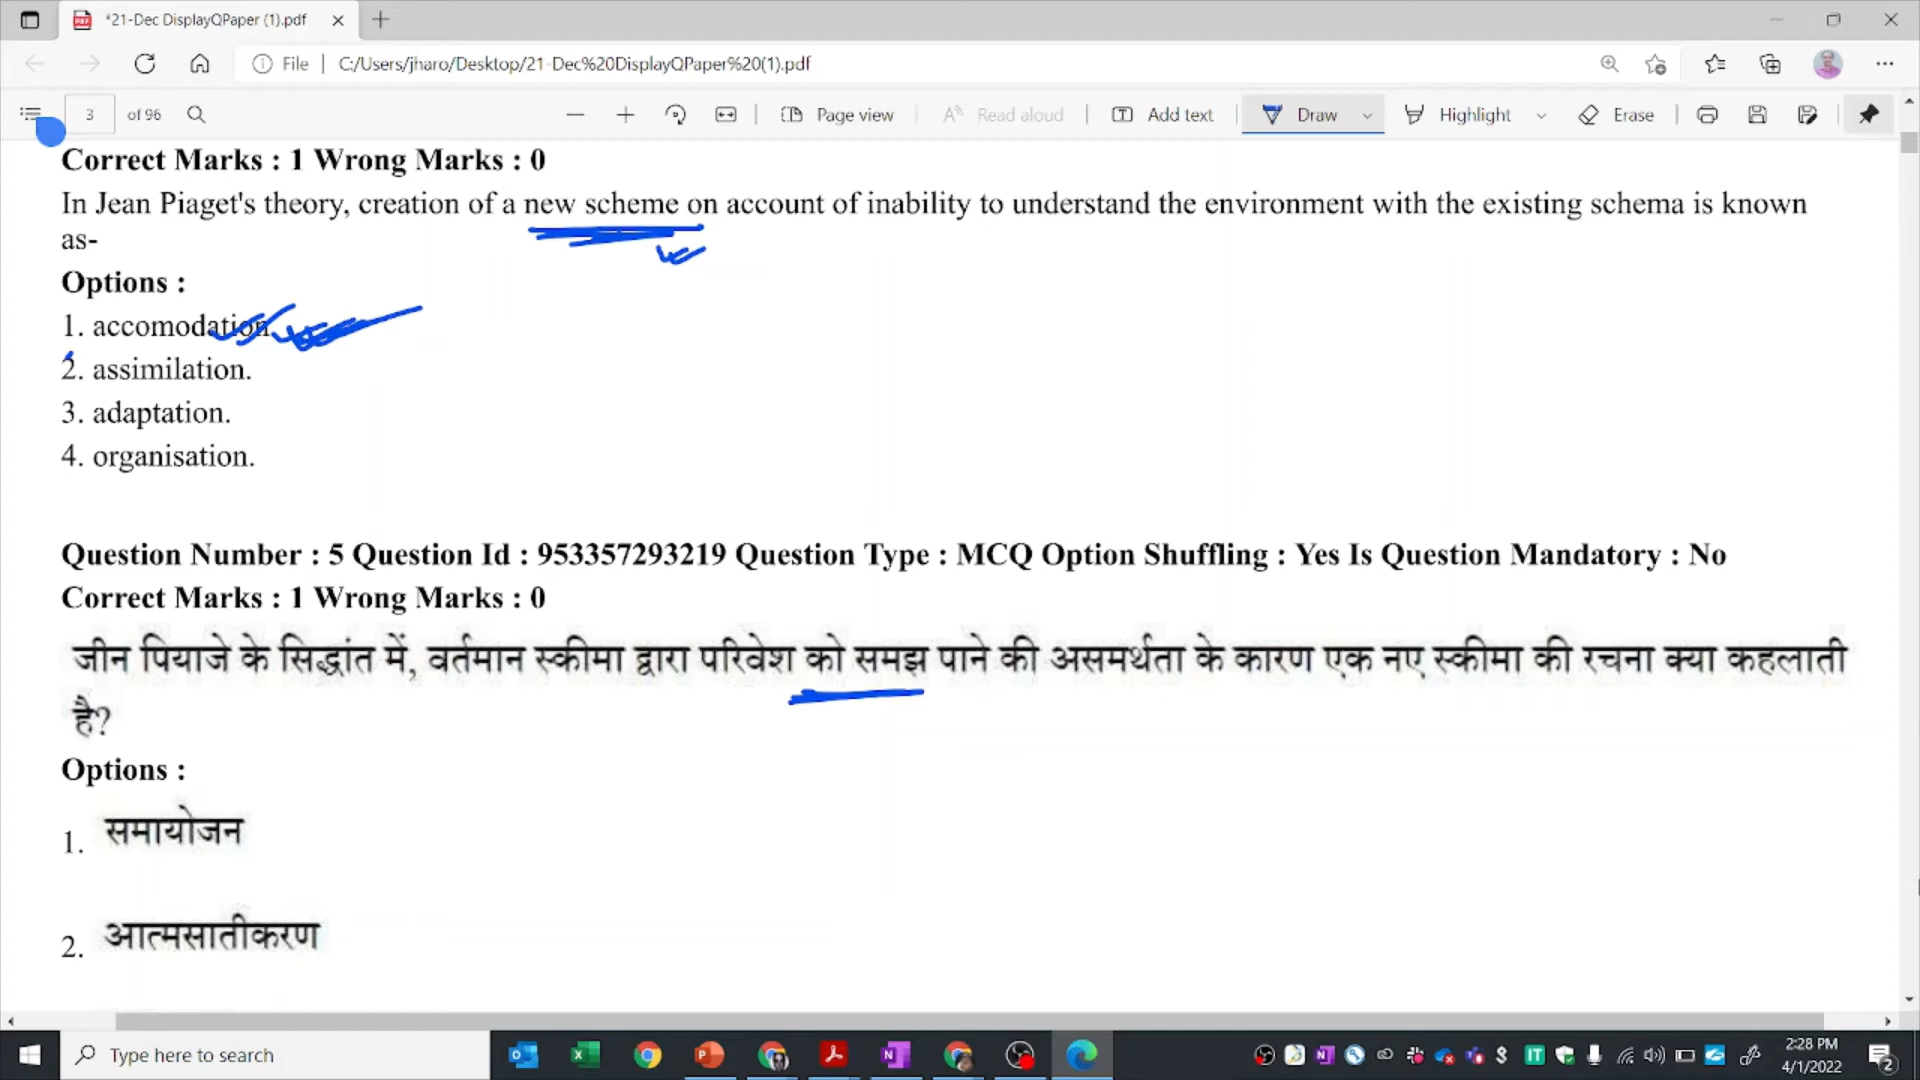 *21-Dec DisplayQPaper (1).pdf
File | C:/Users/jharo/Desktop/21-Dec%20DisplayQPaper%20(1).pdf
3 of 96 Page view Read aloud Add text Draw Highlight Erase
Correct Marks : 1 Wrong Marks : 0
In Jean Piaget's theory, creation of a new scheme on account of inability to understand the environment with the existing schema is known
as-
Options :
1. accomodation.
2. assimilation.
3. adaptation.
4. organisation.
Question Number : 5 Question Id : 953357293219 Question Type : MCQ Option Shuffling : Yes Is Question Mandatory : No
Correct Marks : 1 Wrong Marks : 0
जीन पियाजे के सिद्धांत में, वर्तमान स्कीमा द्वारा परिवेश को समझ पाने की असमर्थता के कारण एक नए स्कीमा की रचना क्या कहलाती
है?
Options :
1. समायोजन
2. आत्मसातीकरण
Type here to search
2:28 PM
4/1/2022
2